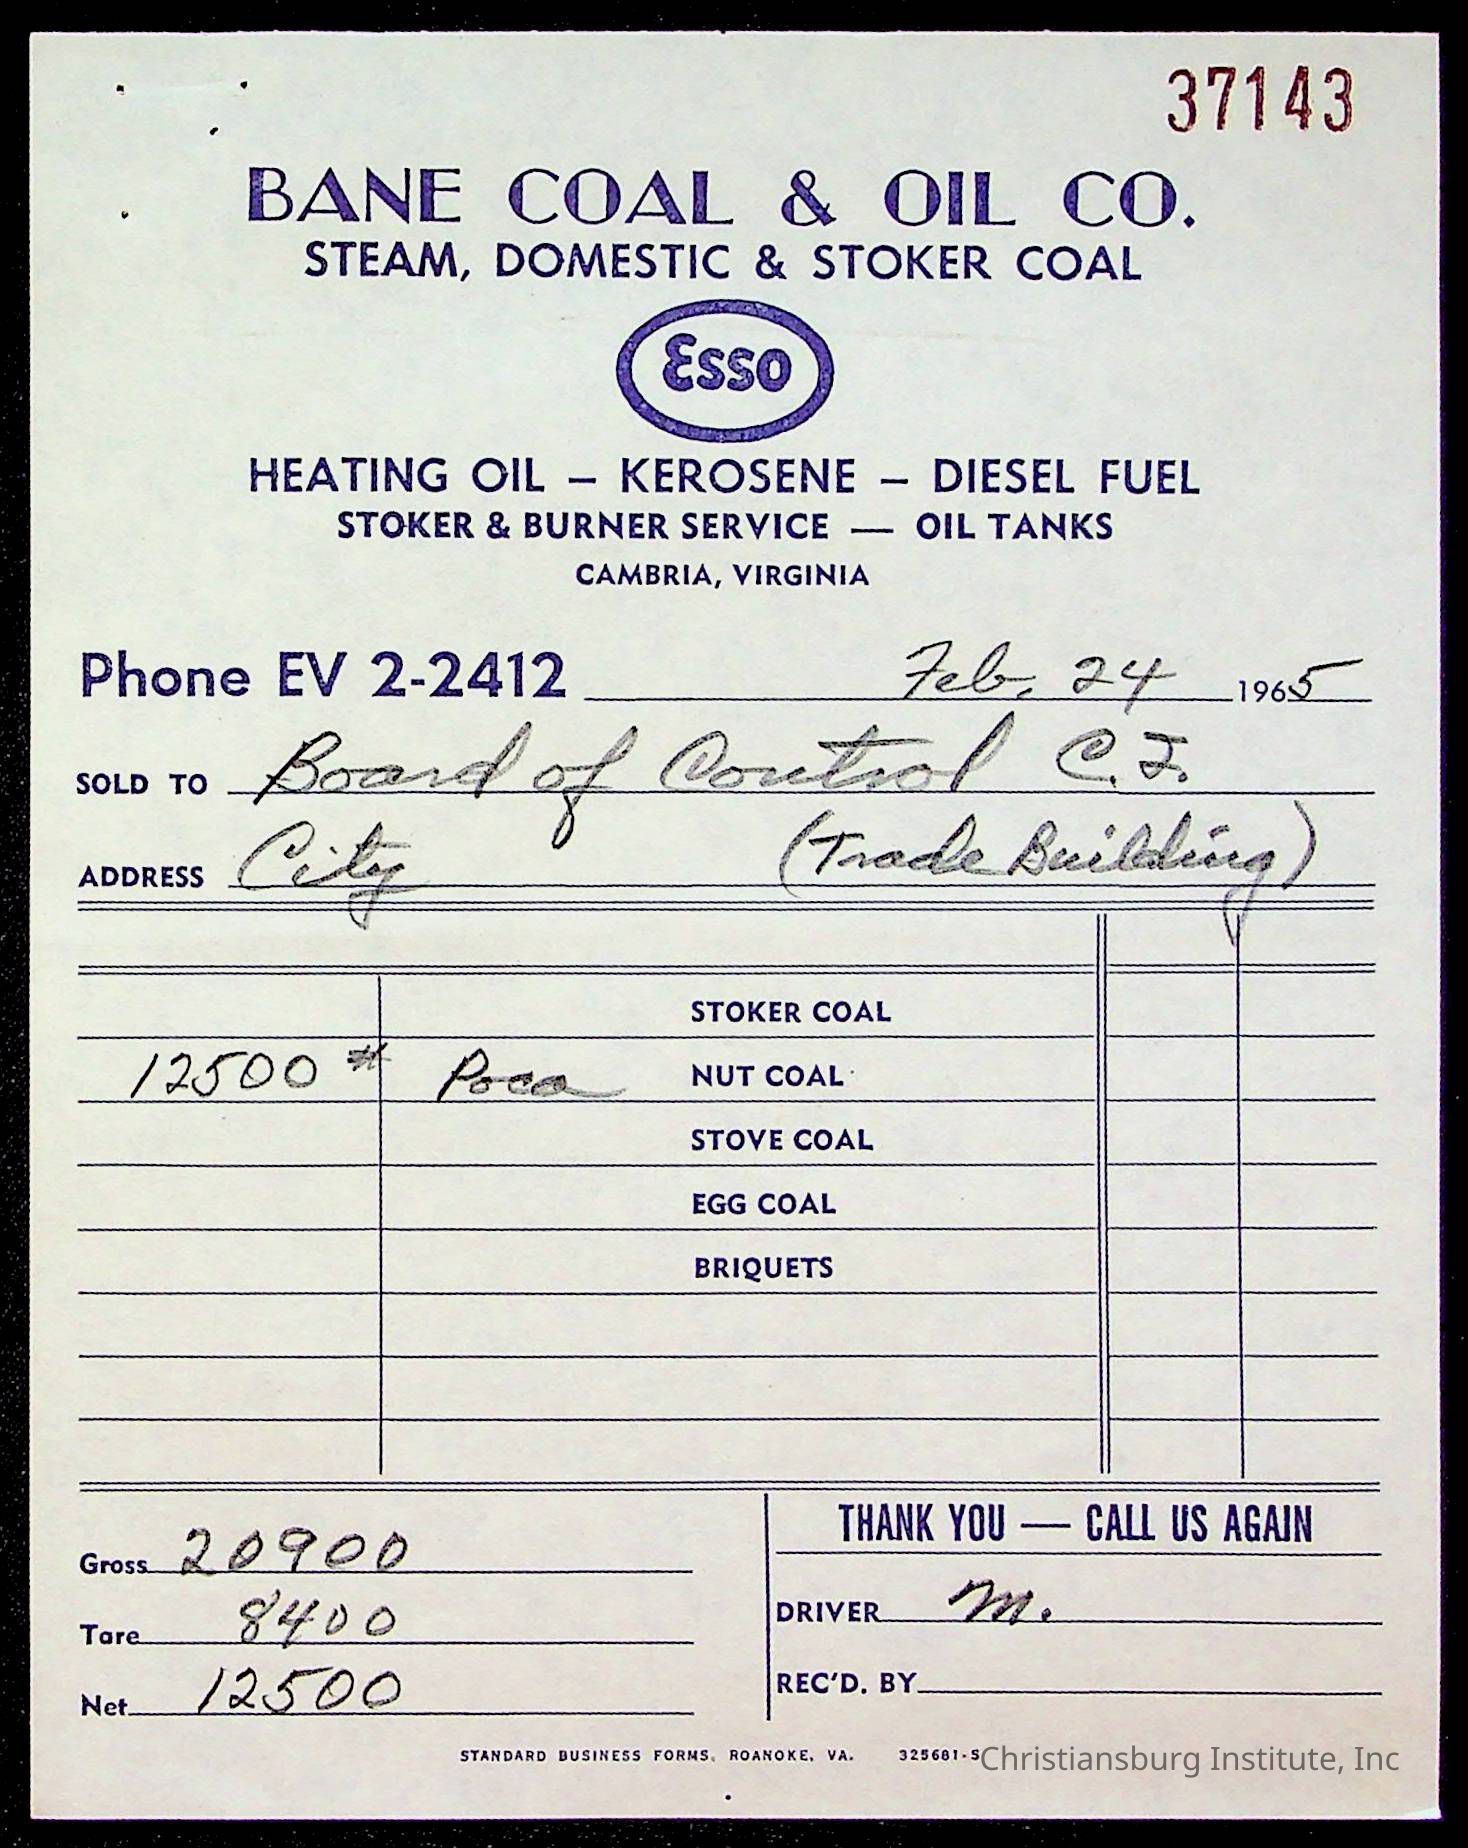 37143
BANE COAL & OIL CO.
STEAM, DOMESTIC & STOKER COAL
Esso
HEATING OIL – KEROSENE – DIESEL FUEL
STOKER & BURNER SERVICE — OIL TANKS
CAMBRIA, VIRGINIA
Phone EV 2-2412 Feb. 24 1965
SOLD TO Board of Control C.I.
ADDRESS City (Trade Building)
STOKER COAL
12500 # Poca NUT COAL
STOVE COAL
EGG COAL
BRIQUETS
Gross 20900
Tare 8400
Net 12500
THANK YOU — CALL US AGAIN
DRIVER M.
REC'D. BY
STANDARD BUSINESS FORMS, ROANOKE, VA. 325681-S
Christiansburg Institute, Inc